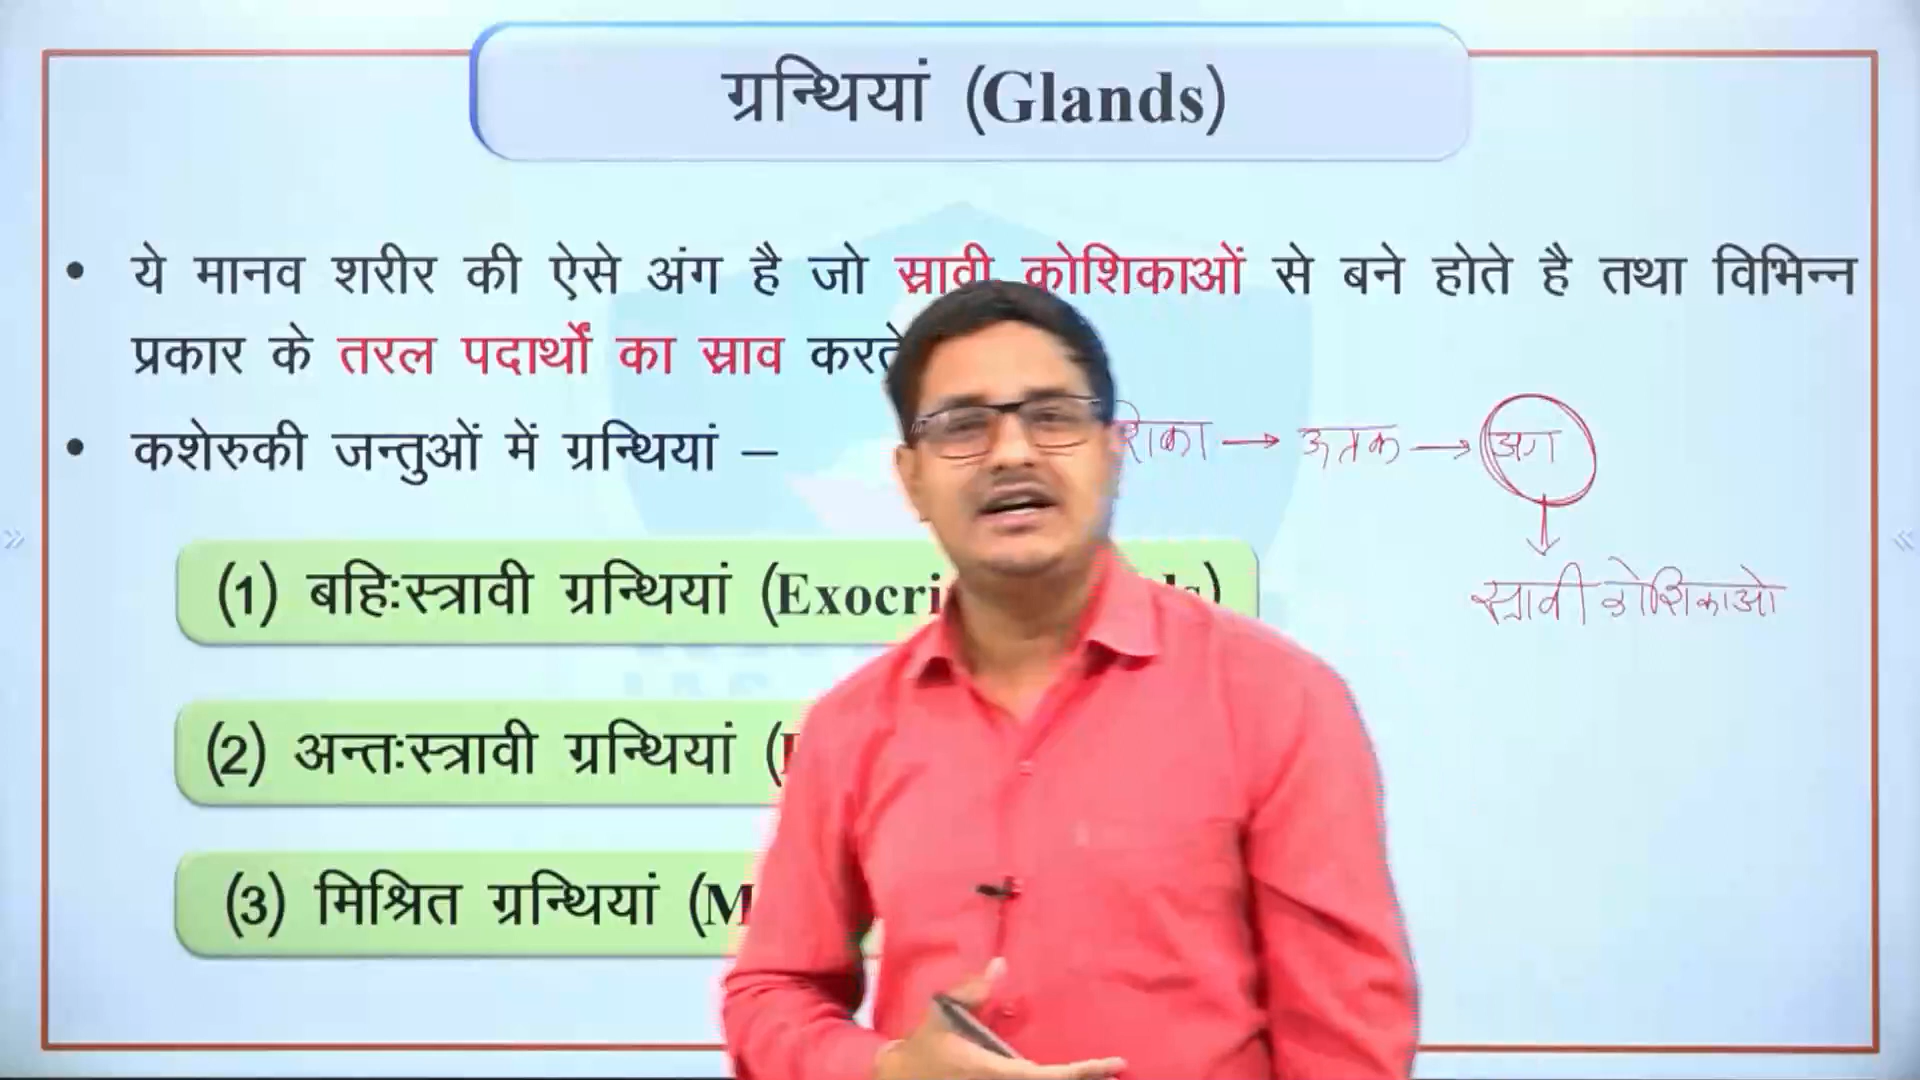 ग्रन्थियां (Glands)
• ये मानव शरीर की ऐसे अंग है जो स्रावी कोशिकाओं से बने होते है तथा विभिन्न
प्रकार के तरल पदार्थों का स्राव करते
• कशेरुकी जन्तुओं में ग्रन्थियां –
→ ऊतक → अंग
(1) बहिःस्त्रावी ग्रन्थियां
स्रावी कोशिकाओ
(2) अन्तःस्त्रावी ग्रन्थियां
(3) मिश्रित ग्रन्थियां